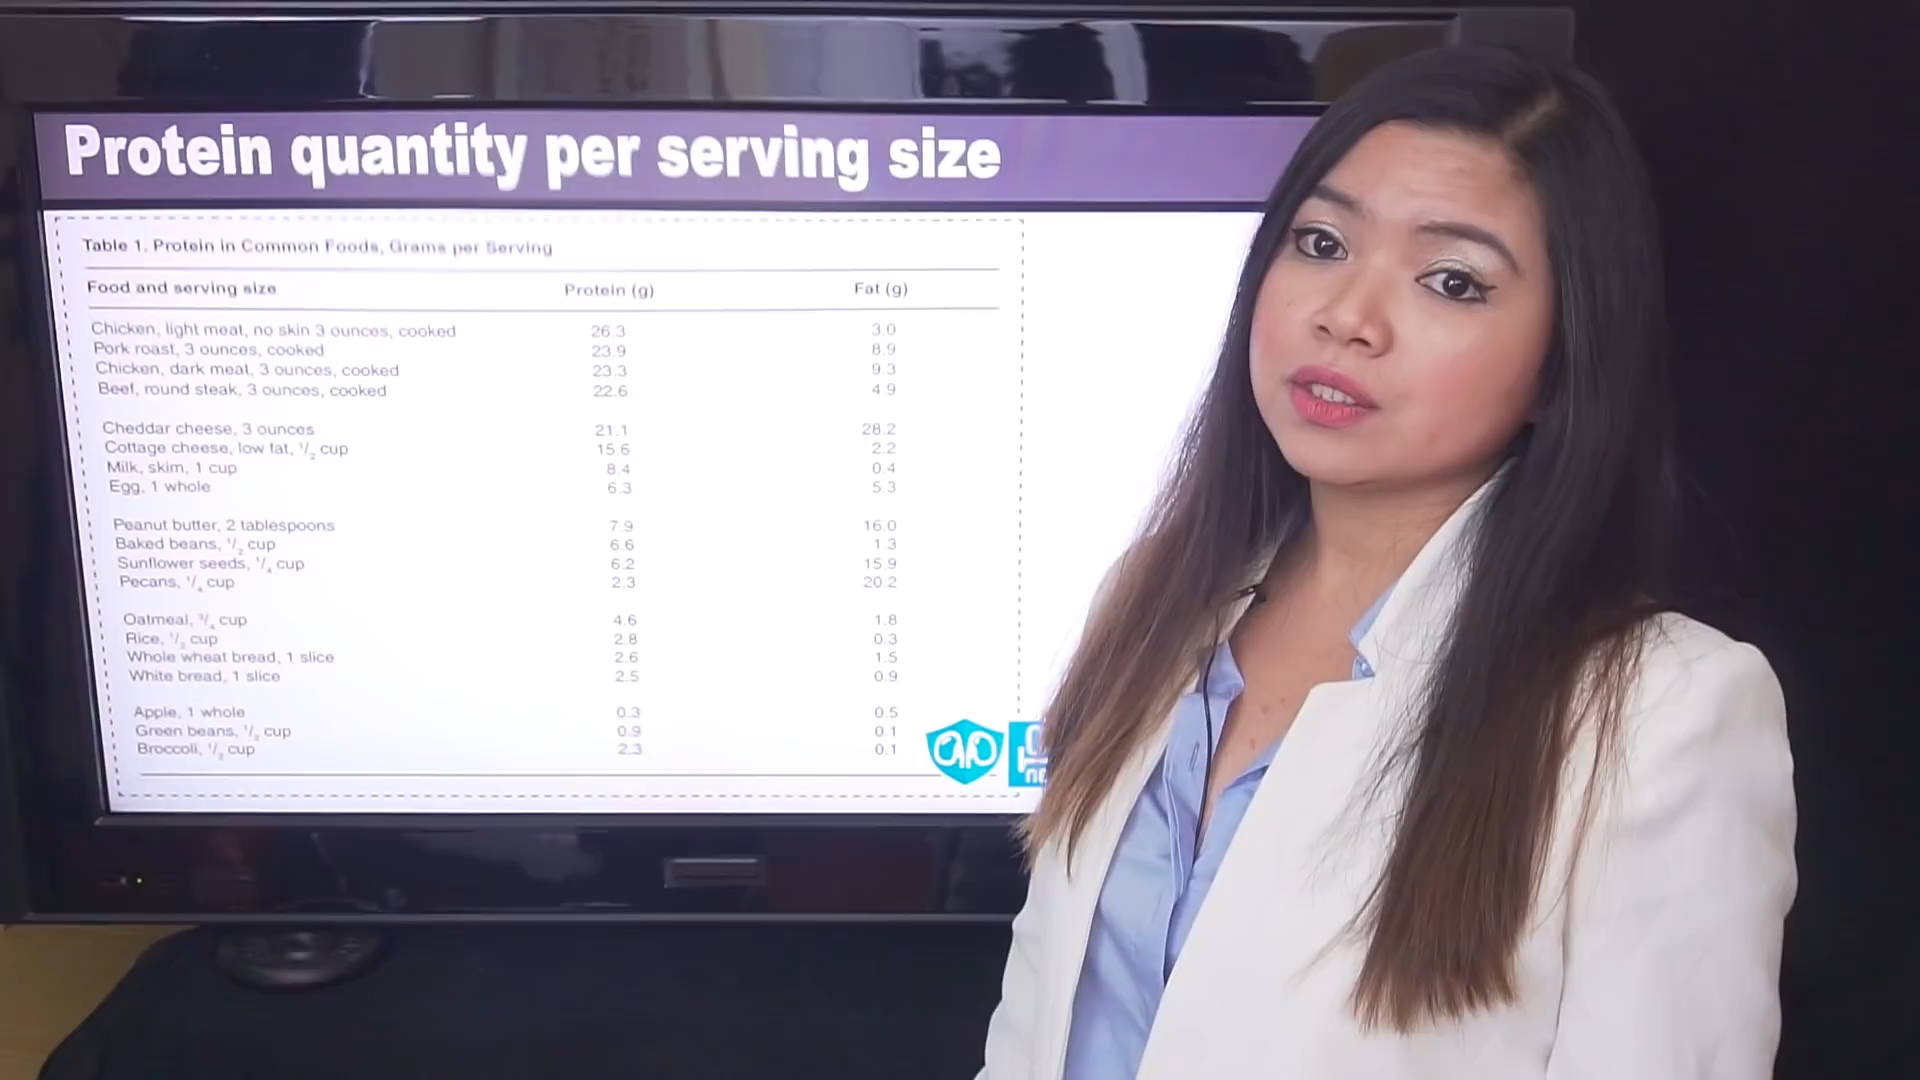 Protein quantity per serving size
Table 1. Protein in Common Foods, Grams per Serving
Food and serving size Protein (g) Fat (g)
Chicken, light meat, no skin 3 ounces, cooked 26.3 3.0
Pork roast, 3 ounces, cooked 23.9 8.9
Chicken, dark meat, 3 ounces, cooked 23.3 9.3
Beef, round steak, 3 ounces, cooked 22.6 4.9
Cheddar cheese, 3 ounces 21.1 28.2
Cottage cheese, low fat, 1/2 cup 15.6 2.2
Milk, skim, 1 cup 8.4 0.4
Egg, 1 whole 6.3 5.3
Peanut butter, 2 tablespoons 7.9 16.0
Baked beans, 1/2 cup 6.6 1.3
Sunflower seeds, 1/4 cup 6.2 15.9
Pecans, 1/4 cup 2.3 20.2
Oatmeal, 3/4 cup 4.6 1.8
Rice, 1/2 cup 2.8 0.3
Whole wheat bread, 1 slice 2.6 1.5
White bread, 1 slice 2.5 0.9
Apple, 1 whole 0.3 0.5
Green beans, 1/2 cup 0.9 0.1
Broccoli, 1/2 cup 2.3 0.1